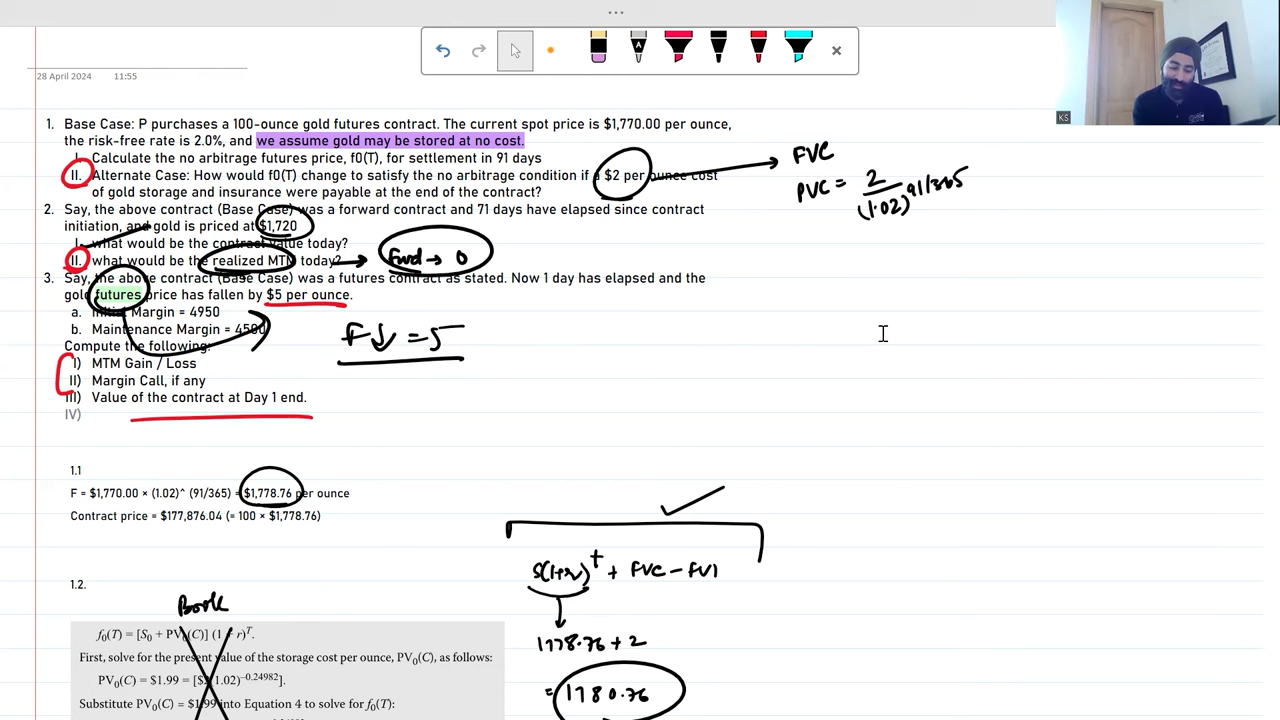 28 April 2024 11:55
1. Base Case: P purchases a 100-ounce gold futures contract. The current spot price is $1,770.00 per ounce,
the risk-free rate is 2.0%, and we assume gold may be stored at no cost.
I. Calculate the no arbitrage futures price, f0(T), for settlement in 91 days
II. Alternate Case: How would f0(T) change to satisfy the no arbitrage condition if a $2 per ounce cost
of gold storage and insurance were payable at the end of the contract?
FVC
PVC = 2 / (1.02)^91/365
2. Say, the above contract (Base Case) was a forward contract and 71 days have elapsed since contract
initiation, and gold is priced at $1,720
I. what would be the contract value today?
II. what would be the realized MTM today? → Fwd → 0
3. Say, the above contract (Base Case) was a futures contract as stated. Now 1 day has elapsed and the
gold futures price has fallen by $5 per ounce.
a. Initial Margin = 4950
b. Maintenance Margin = 4500
F↓ = 5
Compute the following:
I) MTM Gain / Loss
II) Margin Call, if any
III) Value of the contract at Day 1 end.
IV)
1.1
F = $1,770.00 × (1.02)^ (91/365) = $1,778.76 per ounce
Contract price = $177,876.04 (= 100 × $1,778.76)
S(1+r)^t + FVC - FVI
1.2.
Book
1778.76 + 2
= 1780.76
f0(T) = [S0 + PV0(C)] (1 + r)^T.
First, solve for the present value of the storage cost per ounce, PV0(C), as follows:
PV0(C) = $1.99 = [$2(1.02)^–0.24982].
Substitute PV0(C) = $1.99 into Equation 4 to solve for f0(T):
KS